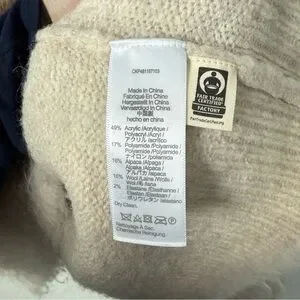 Made In China
Fabriqué En Chine
Hergestellt In China
Vervaardigd In China
中国製
hecho en china
49% Acrylic/Acrylique /
Polyacryl / Acrylic /
アクリル /acrílico
17% Polyamide/Polyamide /
Polyamid/Polyamide /
ナイロン /poliamida
16% Alpaca/Alpaga /
Alpaka/Alpaca /
アルパカ /alpaca
16% Wool/Laine/Wolle /
Wol/毛/lana
2% Elastane/Elasthanne /
Elastan/Elastaan /
ポリウレタン /elastano
Dry Clean.
Nettoyage À Sec.
Chemische Reinigung.
FAIR TRADE
CERTIFIED
FACTORY
FairTradeCertified.org